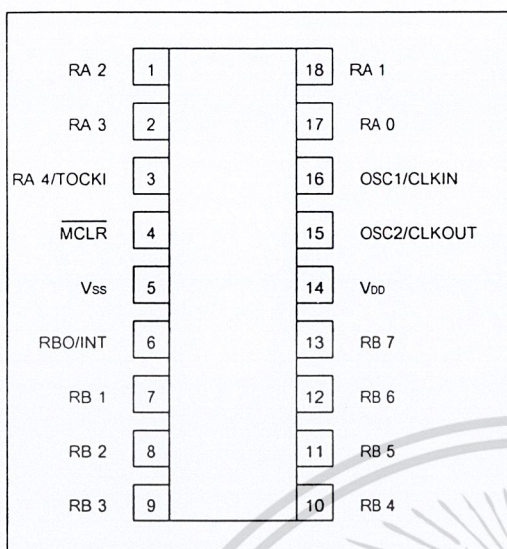 RA 2 1 18 RA 1
RA 3 2 17 RA 0
RA 4/TOCKI 3 16 OSC1/CLKIN
MCLR 4 15 OSC2/CLKOUT
Vss 5 14 VDD
RBO/INT 6 13 RB 7
RB 1 7 12 RB 6
RB 2 8 11 RB 5
RB 3 9 10 RB 4